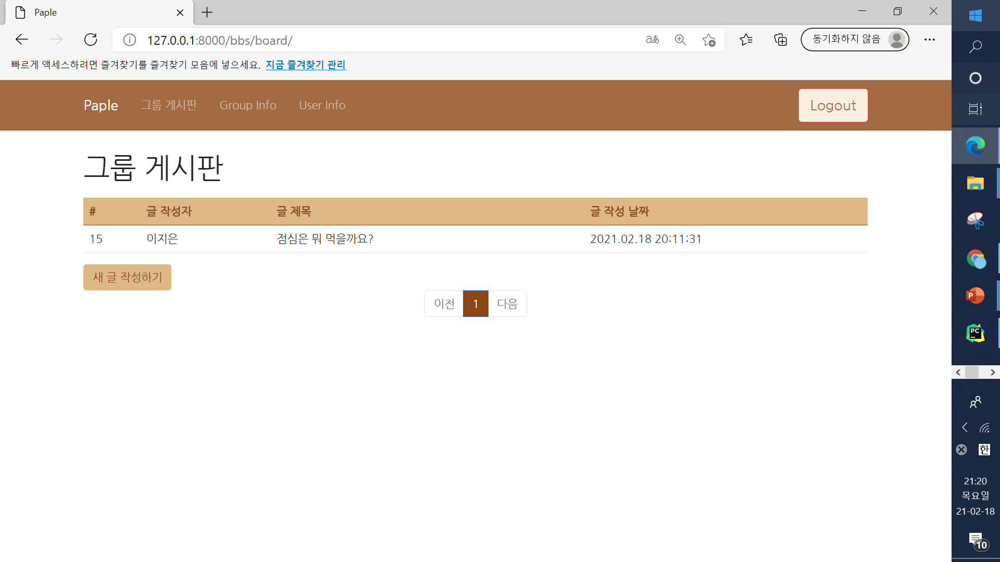 Paple
127.0.0.1:8000/bbs/board/
aあ
동기화하지 않음
빠르게 액세스하려면 즐겨찾기를 즐겨찾기 모음에 넣으세요. 지금 즐겨찾기 관리
Paple 그룹 게시판 Group Info User Info Logout
그룹 게시판
# 글 작성자 글 제목 글 작성 날짜
15 이지은 점심은 뭐 먹을까요? 2021.02.18 20:11:31
새 글 작성하기
이전 1 다음
P
PC
한
21:20
목요일
21-02-18
10